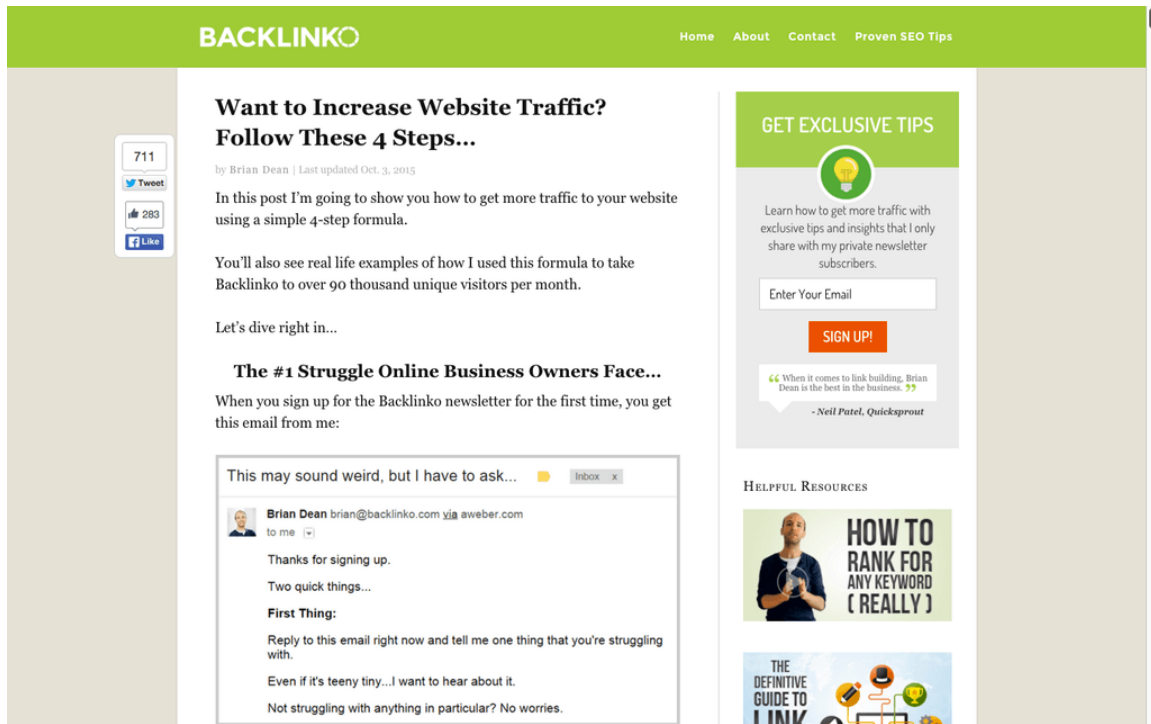 BACKLINKO
Home About Contact Proven SEO Tips
Want to Increase Website Traffic?
Follow These 4 Steps...
by Brian Dean | Last updated Oct. 3, 2015
711
Tweet
283
Like
In this post I'm going to show you how to get more traffic to your website
using a simple 4-step formula.
You'll also see real life examples of how I used this formula to take
Backlinko to over 90 thousand unique visitors per month.
Let's dive right in...
The #1 Struggle Online Business Owners Face...
When you sign up for the Backlinko newsletter for the first time, you get
this email from me:
This may sound weird, but I have to ask... Inbox x
Brian Dean brian@backlinko.com via aweber.com
to me
Thanks for signing up.
Two quick things...
First Thing:
Reply to this email right now and tell me one thing that you're struggling
with.
Even if it's teeny tiny...I want to hear about it.
Not struggling with anything in particular? No worries.
GET EXCLUSIVE TIPS
Learn how to get more traffic with
exclusive tips and insights that I only
share with my private newsletter
subscribers.
Enter Your Email
SIGN UP!
“ When it comes to link building, Brian
Dean is the best in the business. ”
- Neil Patel, Quicksprout
HELPFUL RESOURCES
HOW TO
RANK FOR
ANY KEYWORD
( REALLY )
THE
DEFINITIVE
GUIDE TO
LINK